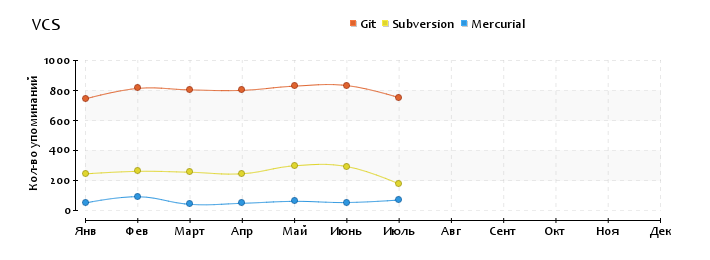 VCS
Git Subversion Mercurial
Кол-во упоминаний
1000
800
600
400
200
0
Янв Фев Март Апр Май Июнь Июль Авг Сент Окт Ноя Дек